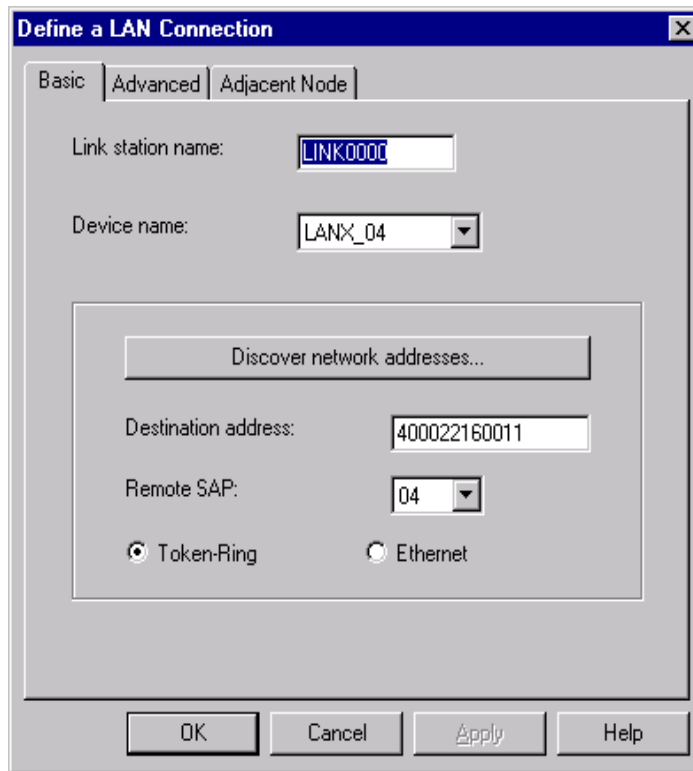 Define a LAN Connection
Basic Advanced Adjacent Node
Link station name: LINK0000
Device name: LANX_04
Discover network addresses...
Destination address: 400022160011
Remote SAP: 04
Token-Ring Ethernet
OK Cancel Apply Help